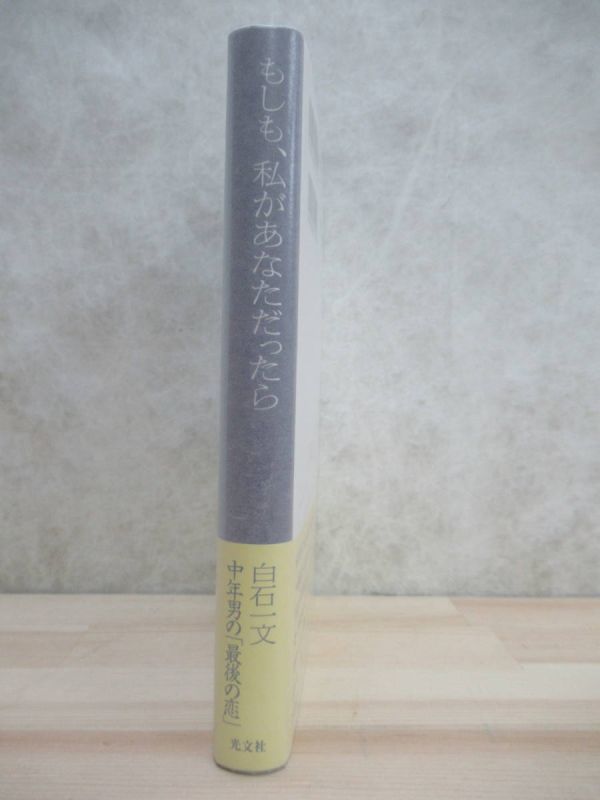 もしも、私があなただったら
白石一文
中年男の「最後の恋」
光文社